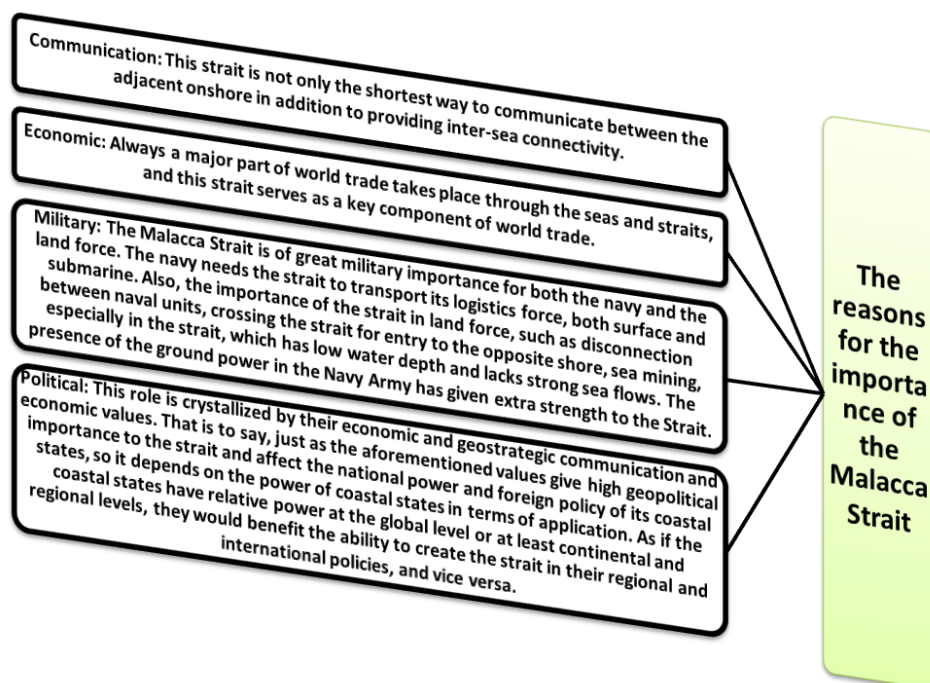 Communication: This strait is not only the shortest way to communicate between the
adjacent onshore in addition to providing inter-sea connectivity.
Economic: Always a major part of world trade takes place through the seas and straits,
and this strait serves as a key component of world trade.
Military: The Malacca Strait is of great military importance for both the navy and the
land force. The navy needs the strait to transport its logistics force, both surface and
submarine. Also, the importance of the strait in land force, such as disconnection
between naval units, crossing the strait for entry to the opposite shore, sea mining,
especially in the strait, which has low water depth and lacks strong sea flows. The
presence of the ground power in the Navy Army has given extra strength to the Strait.
Political: This role is crystallized by their economic and geostrategic communication and
economic values. That is to say, just as the aforementioned values give high geopolitical
importance to the strait and affect the national power and foreign policy of its coastal
states, so it depends on the power of coastal states in terms of application. As if the
coastal states have relative power at the global level or at least continental and
regional levels, they would benefit the ability to create the strait in their regional and
international policies, and vice versa.
The
reasons
for the
importa
nce of
the
Malacca
Strait